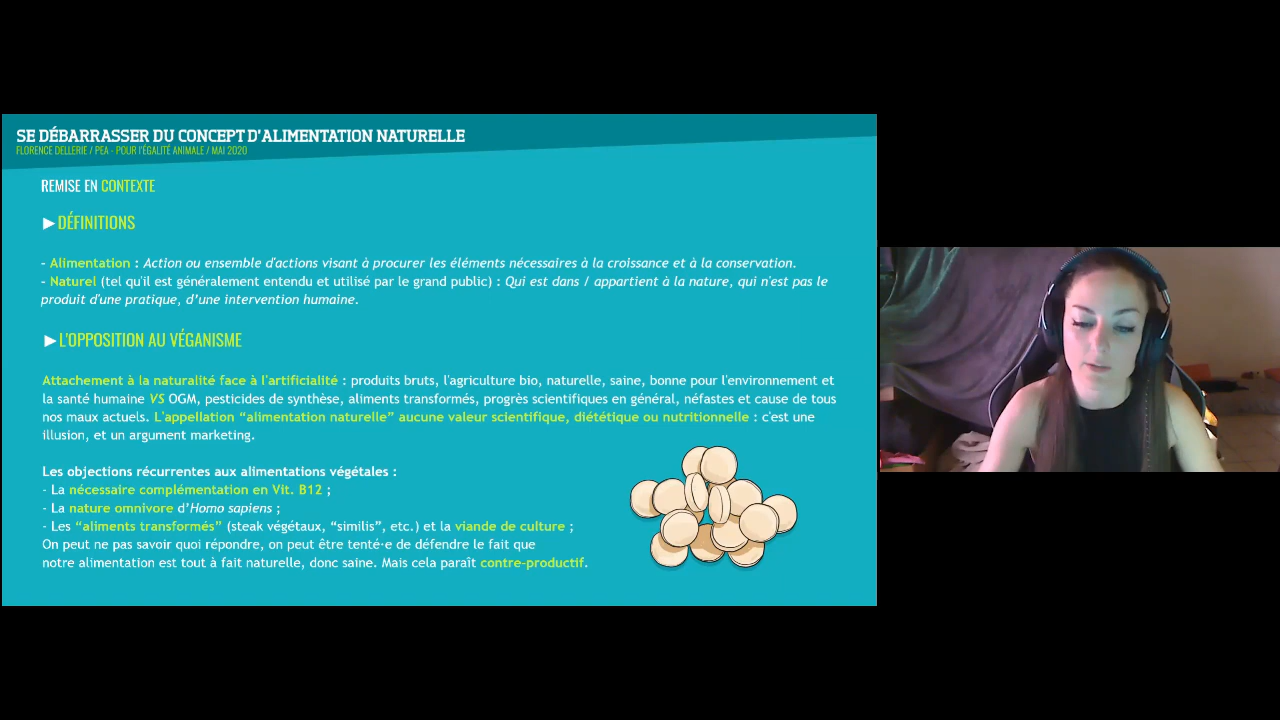 SE DÉBARRASSER DU CONCEPT D'ALIMENTATION NATURELLE
FLORENCE DELLERIE / PEA - POUR L'ÉGALITÉ ANIMALE / MAI 2020
REMISE EN CONTEXTE
►DÉFINITIONS
- Alimentation : Action ou ensemble d'actions visant à procurer les éléments nécessaires à la croissance et à la conservation.
- Naturel (tel qu'il est généralement entendu et utilisé par le grand public) : Qui est dans / appartient à la nature, qui n'est pas le
produit d'une pratique, d’une intervention humaine.
►L'OPPOSITION AU VÉGANISME
Attachement à la naturalité face à l'artificialité : produits bruts, l'agriculture bio, naturelle, saine, bonne pour l'environnement et
la santé humaine VS OGM, pesticides de synthèse, aliments transformés, progrès scientifiques en général, néfastes et cause de tous
nos maux actuels. L'appellation “alimentation naturelle” aucune valeur scientifique, diététique ou nutritionnelle : c'est une
illusion, et un argument marketing.
Les objections récurrentes aux alimentations végétales :
- La nécessaire complémentation en Vit. B12 ;
- La nature omnivore d’Homo sapiens ;
- Les “aliments transformés” (steak végétaux, “similis”, etc.) et la viande de culture ;
On peut ne pas savoir quoi répondre, on peut être tenté·e de défendre le fait que
notre alimentation est tout à fait naturelle, donc saine. Mais cela paraît contre-productif.